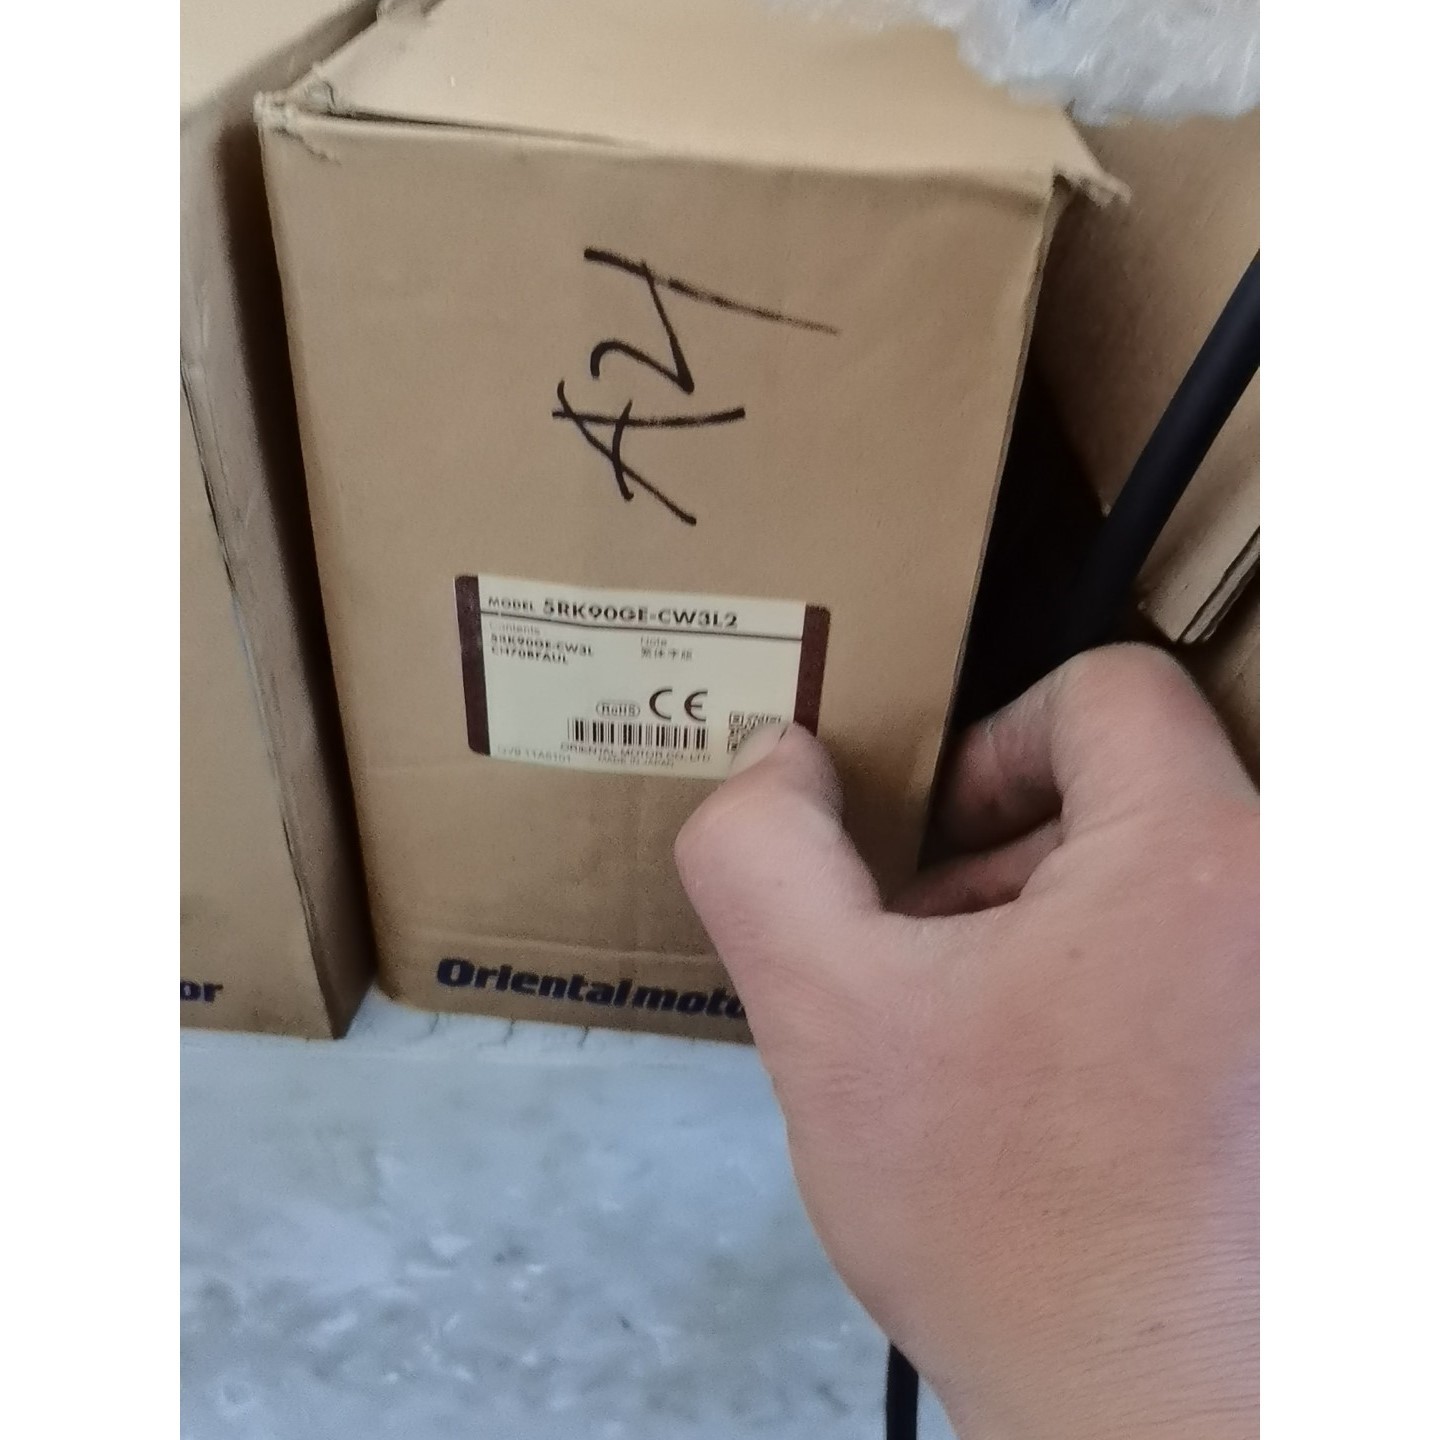 A21
MODEL 5RK90GE-CW3L2
Contents
Note
5RK90GE-CW3L
CH70BFAUL
RoHS CE
ORIENTAL MOTOR CO., LTD.
MADE IN JAPAN
Orientalmoto
or